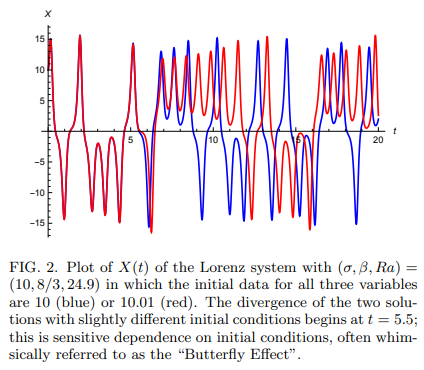 X
15
10
5
-5
-10
-15
5
10
15
20
t
FIG. 2. Plot of X(t) of the Lorenz system with (σ, β, Ra) =
(10, 8/3, 24.9) in which the initial data for all three variables
are 10 (blue) or 10.01 (red). The divergence of the two solu-
tions with slightly different initial conditions begins at t = 5.5;
this is sensitive dependence on initial conditions, often whim-
sically referred to as the “Butterfly Effect”.